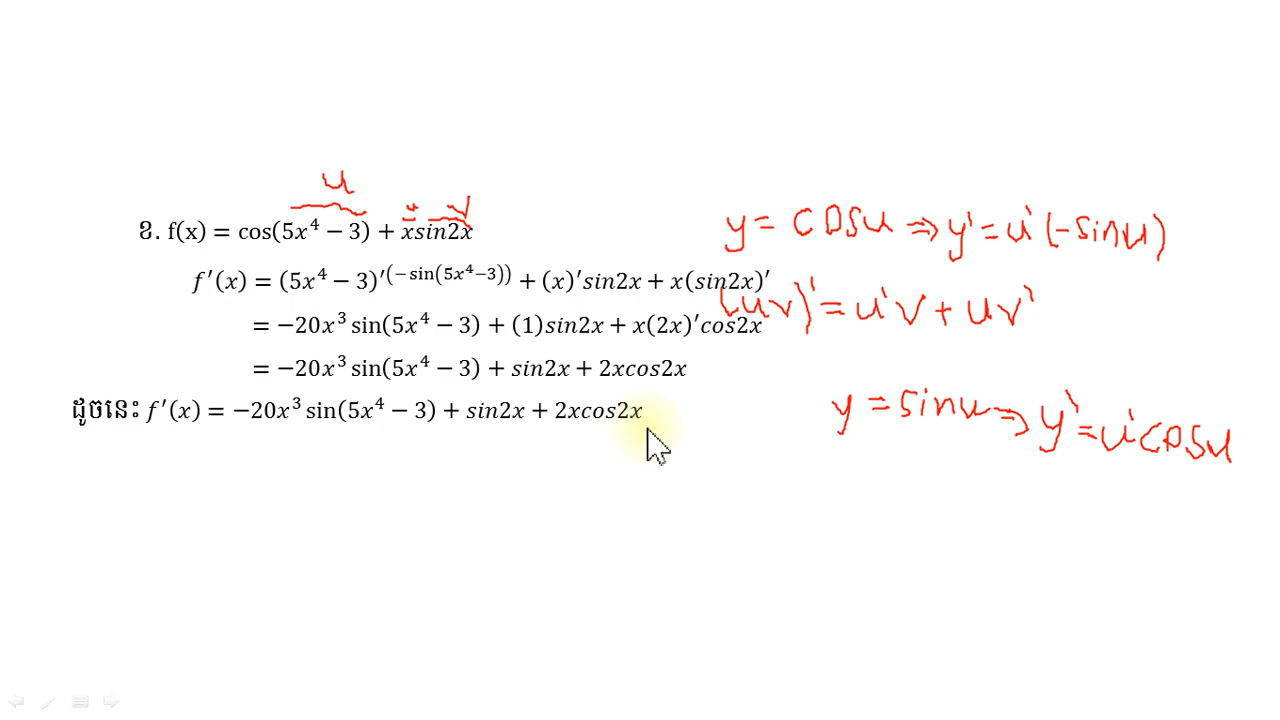 u
u v
ខ. f(x) = cos(5x⁴ − 3) + xsin2x
y = cosu ⇒ y' = u'(-sinu)
f′(x) = (5x⁴ − 3)′⁽⁻ˢⁱⁿ⁽⁵ˣ⁴⁻³⁾⁾ + (x)′sin2x + x(sin2x)′
(uv)' = u'v + uv'
= −20x³ sin(5x⁴ − 3) + (1)sin2x + x(2x)′cos2x
= −20x³ sin(5x⁴ − 3) + sin2x + 2xcos2x
ដូចនេះ f′(x) = −20x³ sin(5x⁴ − 3) + sin2x + 2xcos2x
y = sinu ⇒ y' = u'cosu